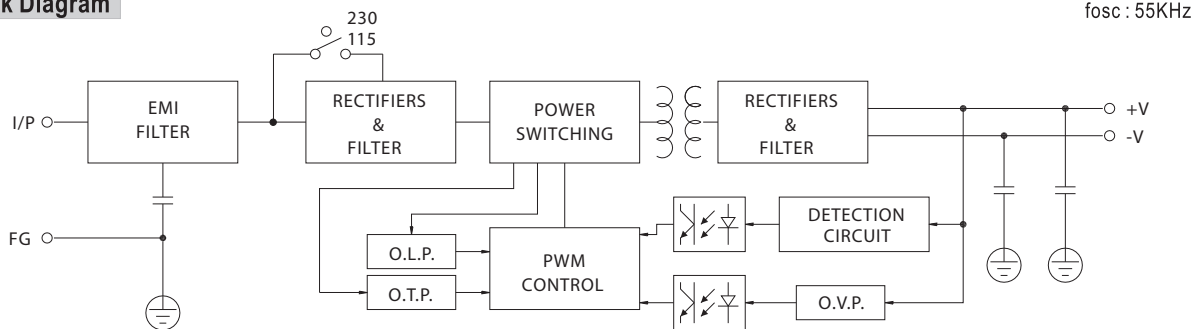 k Diagram
fosc : 55KHz
230
115
I/P
EMI
FILTER
RECTIFIERS
&
FILTER
POWER
SWITCHING
RECTIFIERS
&
FILTER
+V
-V
FG
O.L.P.
O.T.P.
PWM
CONTROL
DETECTION
CIRCUIT
O.V.P.